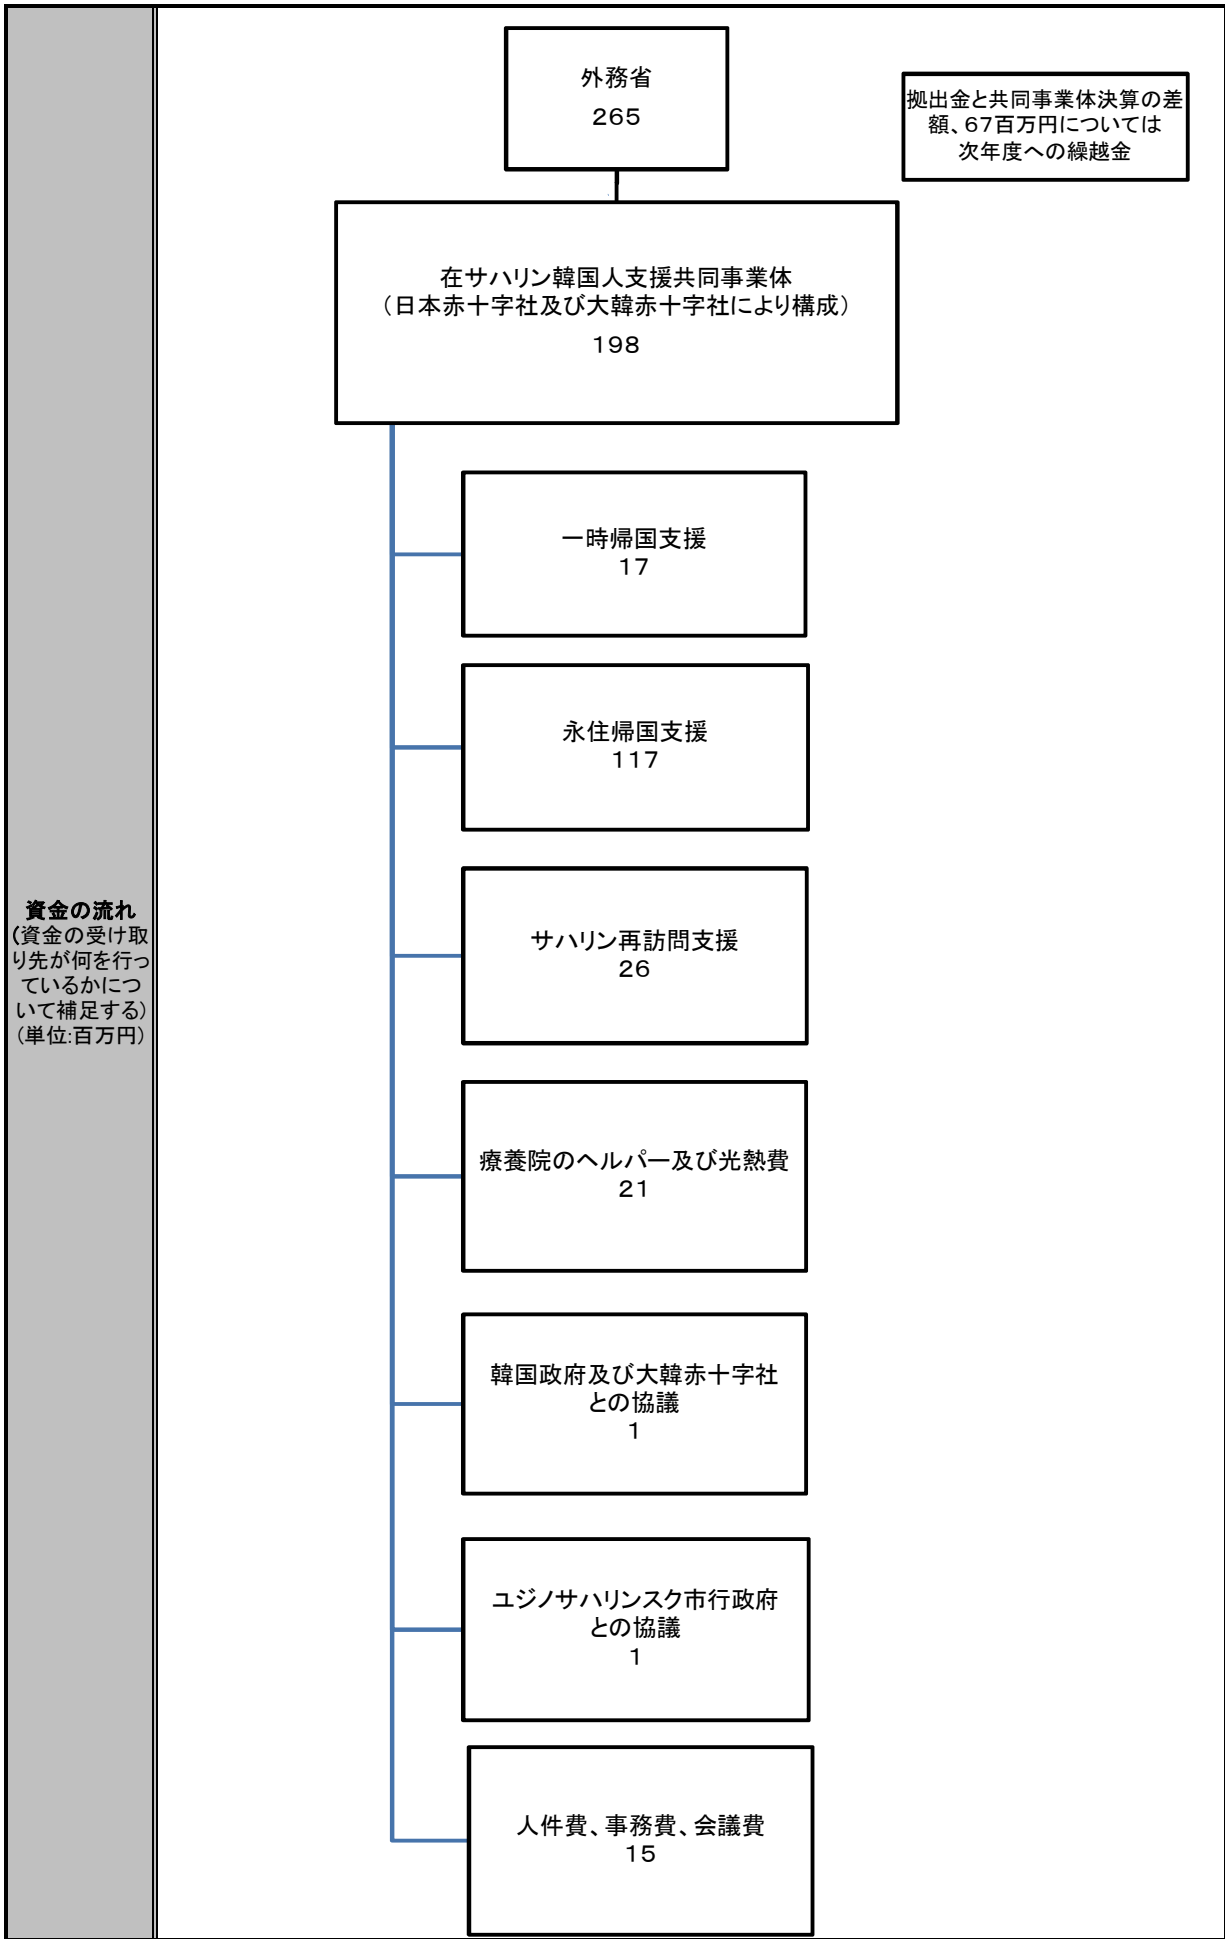 外務省
265
拠出金と共同事業体決算の差
額、67百万円については
次年度への繰越金
在サハリン韓国人支援共同事業体
（日本赤十字社及び大韓赤十字社により構成）
198
一時帰国支援
17
永住帰国支援
117
サハリン再訪問支援
26
療養院のヘルパー及び光熱費
21
韓国政府及び大韓赤十字社
との協議
1
ユジノサハリンスク市行政府
との協議
1
人件費、事務費、会議費
15
資金の流れ
(資金の受け取
り先が何を行っ
ているかにつ
いて補足する)
(単位:百万円)